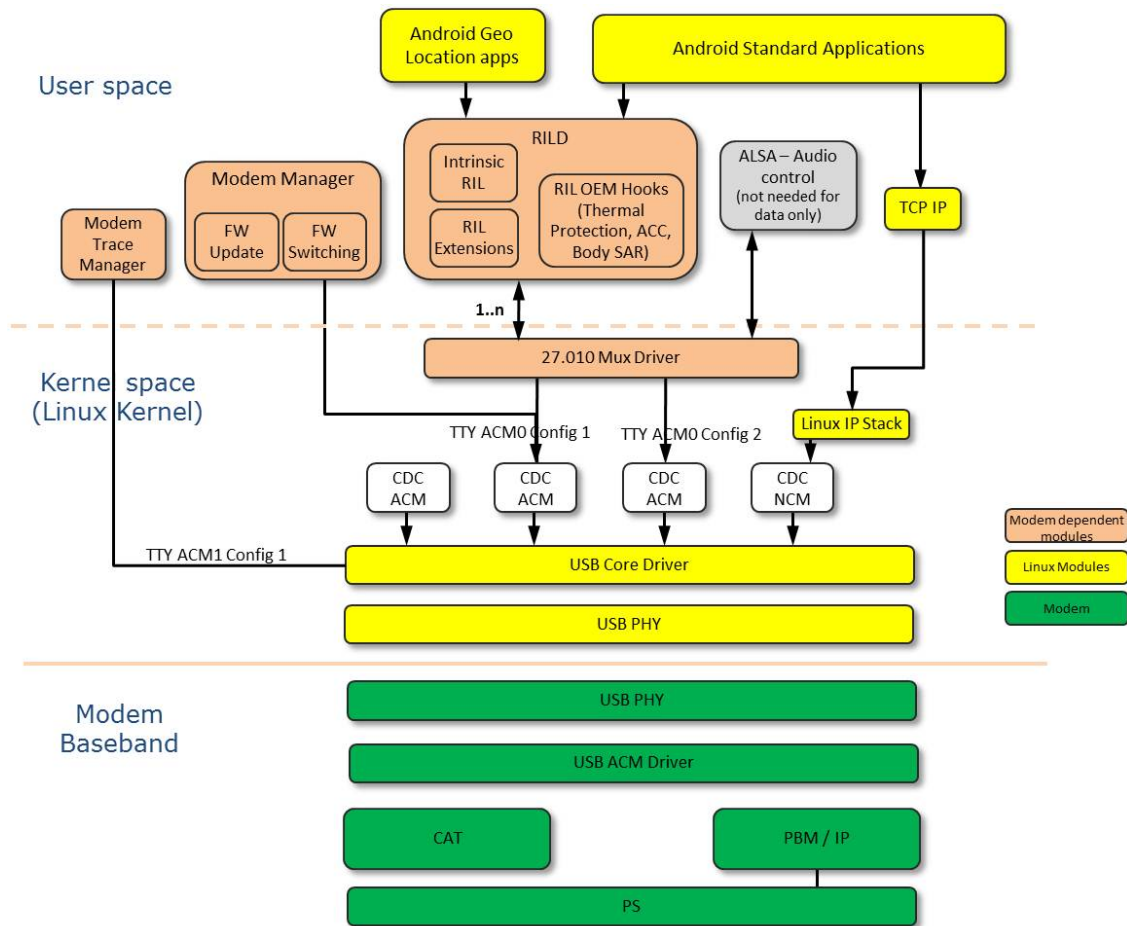 Android Geo
Location apps
Android Standard Applications
User space
RILD
Intrinsic
RIL
RIL
Extensions
RIL OEM Hooks
(Thermal
Protection, ACC,
Body SAR)
ALSA – Audio
control
(not needed for
data only)
TCP IP
Modem Manager
FW
Update
FW
Switching
Modem
Trace
Manager
1..n
27.010 Mux Driver
Kernel space
(Linux Kernel)
Linux IP Stack
TTY ACM0 Config 1
TTY ACM0 Config 2
CDC
ACM
CDC
ACM
CDC
ACM
CDC
NCM
TTY ACM1 Config 1
USB Core Driver
USB PHY
Modem dependent
modules
Linux Modules
Modem
Modem
Baseband
USB PHY
USB ACM Driver
CAT
PBM / IP
PS